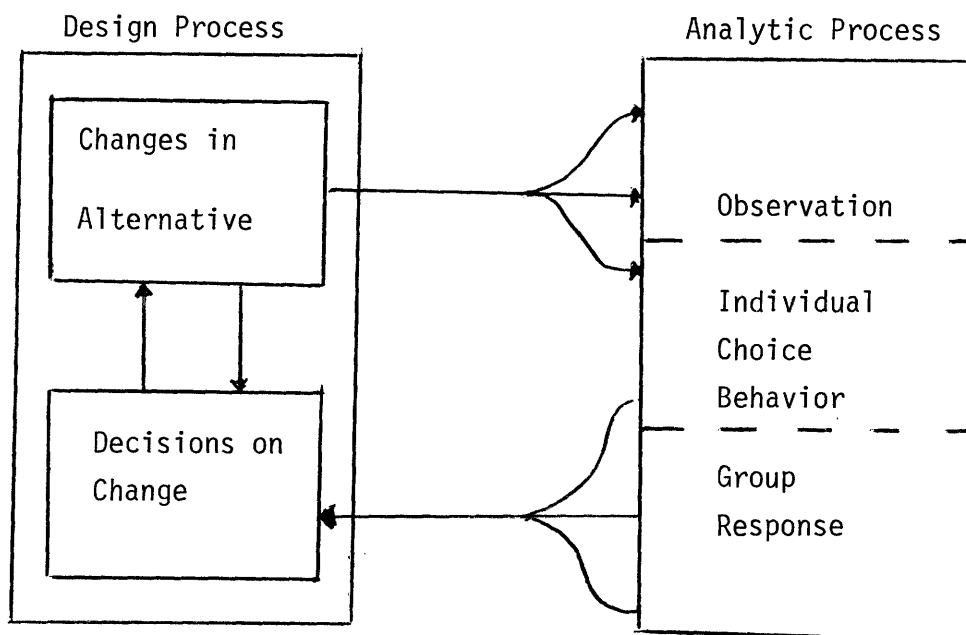 Design Process
Changes in
Alternative
Decisions on
Change
Analytic Process
Observation
Individual
Choice
Behavior
Group
Response